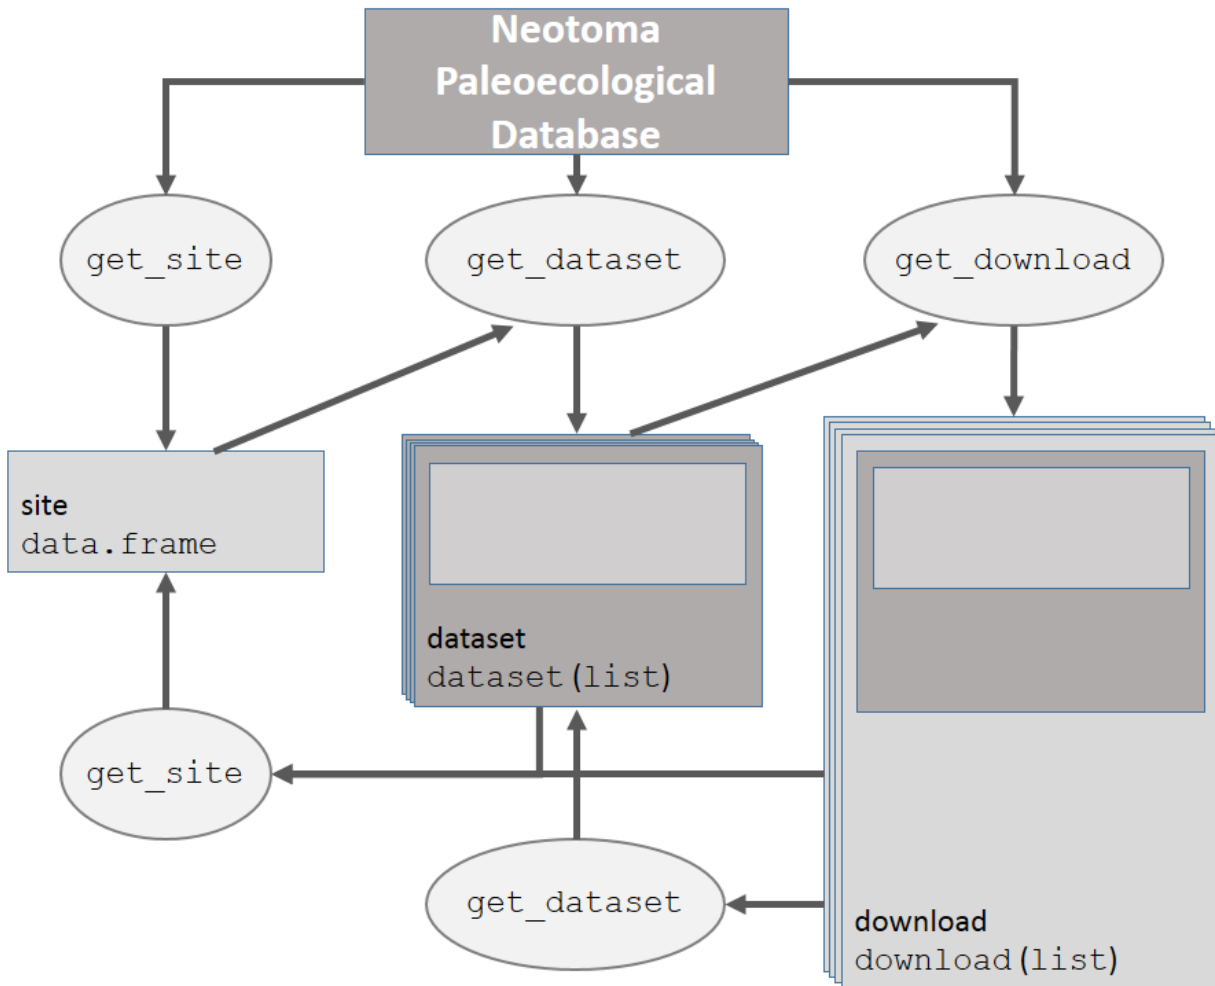 Neotoma
Paleoecological
Database
get_site
get_dataset
get_download
site
data.frame
dataset
dataset (list)
get_site
get_dataset
download
download (list)